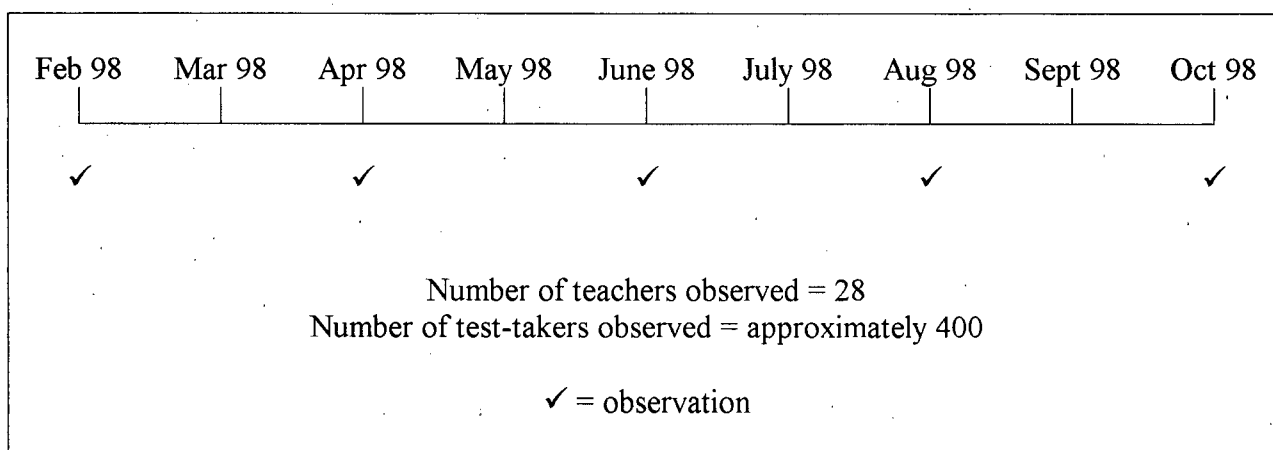 Feb 98 Mar 98 Apr 98 May 98 June 98 July 98 Aug 98 Sept 98 Oct 98
✓ ✓ ✓ ✓ ✓
Number of teachers observed = 28
Number of test-takers observed = approximately 400
✓ = observation